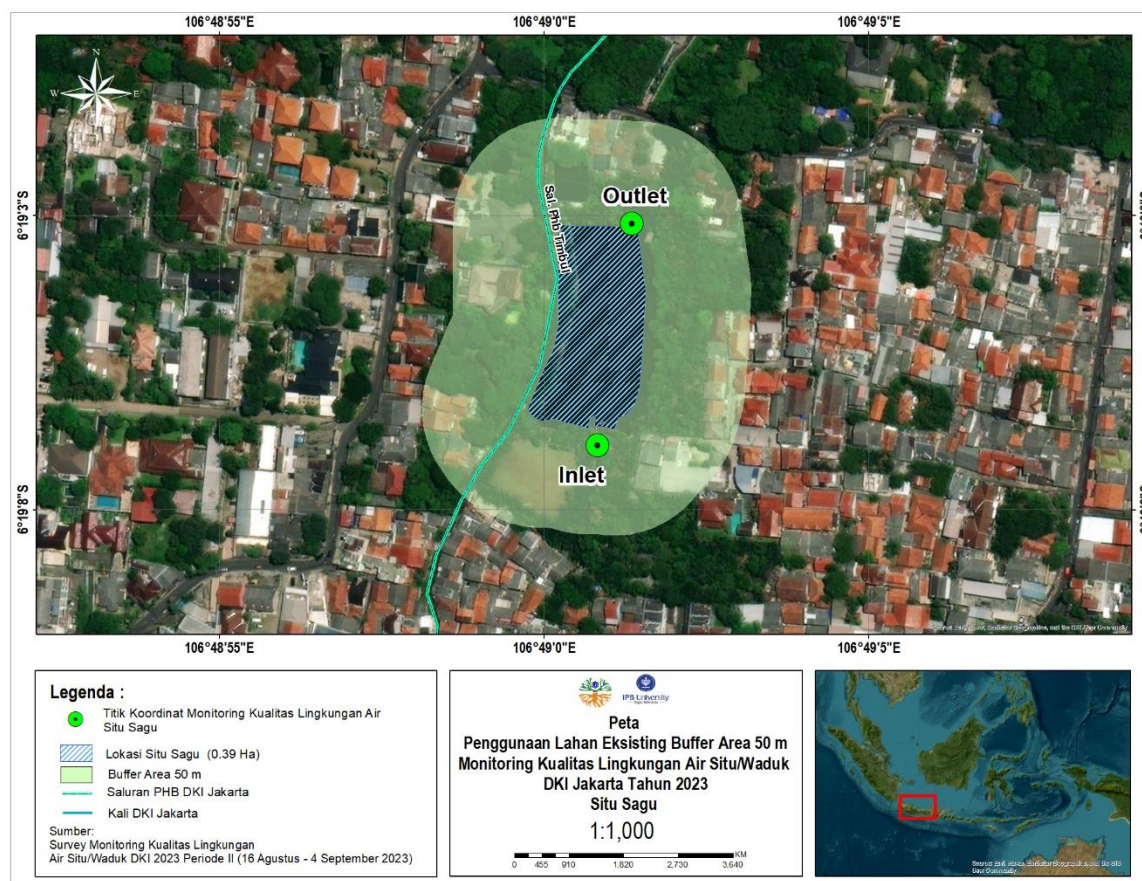 106°48'55"E
106°49'0"E
106°49'5"E
N
W
E
S
6°19'3"S
Outlet
Sal. Phb Timbul
Inlet
6°19'8"S
106°48'55"E
106°49'0"E
106°49'5"E
Legenda :
Titik Koordinat Monitoring Kualitas Lingkungan Air
Situ Sagu
Lokasi Situ Sagu (0.39 Ha)
Buffer Area 50 m
Saluran PHB DKI Jakarta
Kali DKI Jakarta
Sumber:
Survey Monitoring Kualitas Lingkungan
Air Situ/Waduk DKI 2023 Periode II (16 Agustus - 4 September 2023)
IPB University
Peta
Penggunaan Lahan Eksisting Buffer Area 50 m
Monitoring Kualitas Lingkungan Air Situ/Waduk
DKI Jakarta Tahun 2023
Situ Sagu
1:1,000
KM
0 455 910 1.820 2.730 3.640